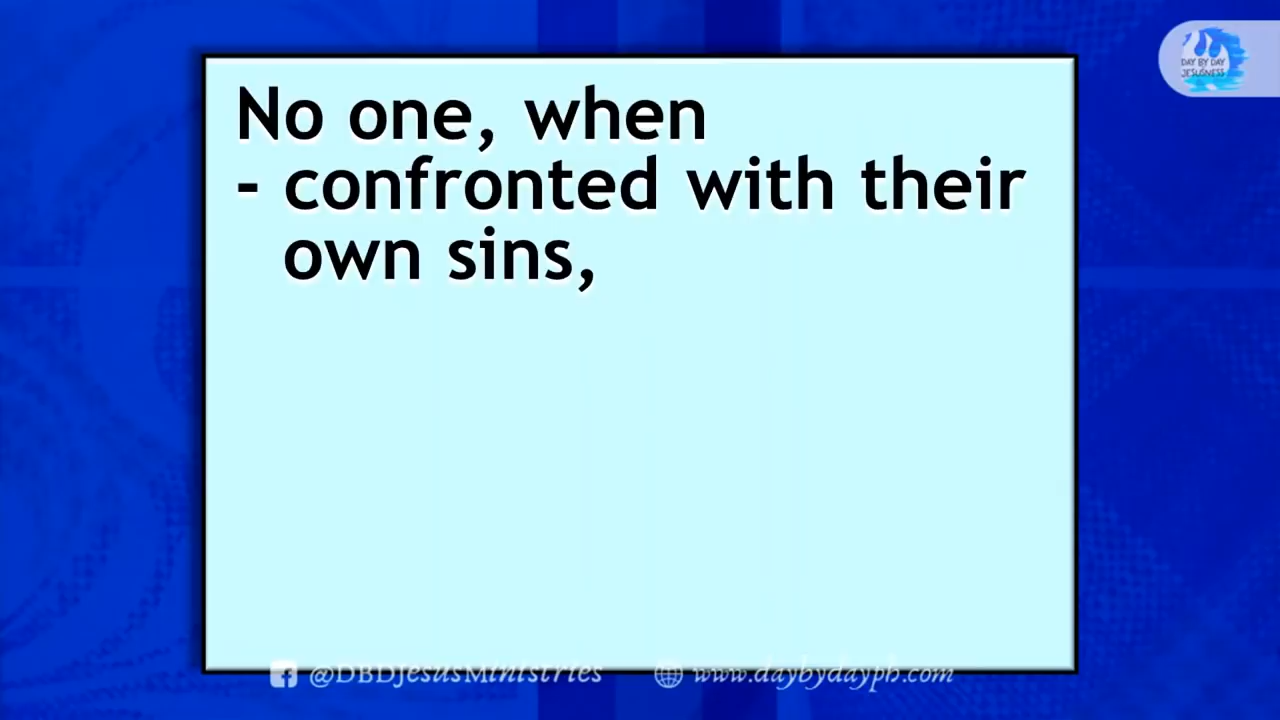 DAY BY DAY
JESUSNESS
No one, when
- confronted with their
own sins,
@DBDJesusMinistries www.daybydayph.com